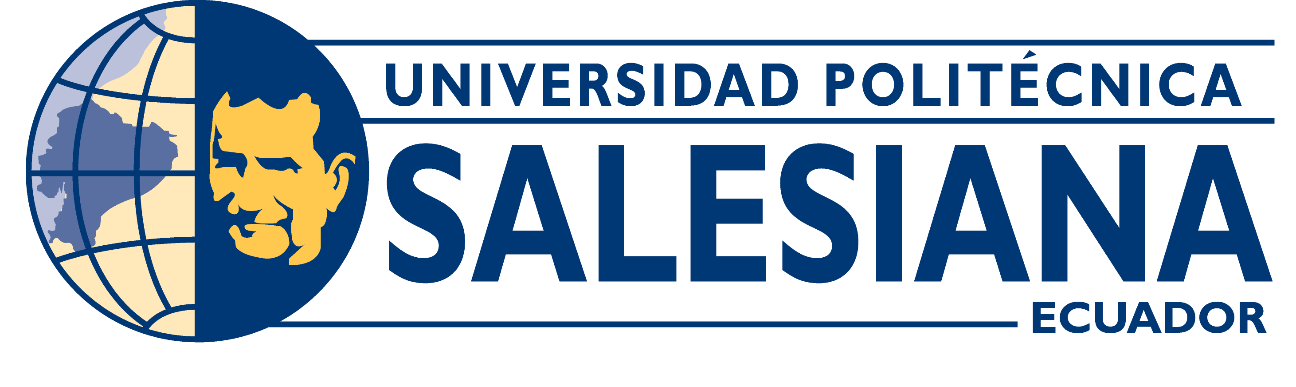 UNIVERSIDAD POLITÉCNICA
SALESIANA
ECUADOR